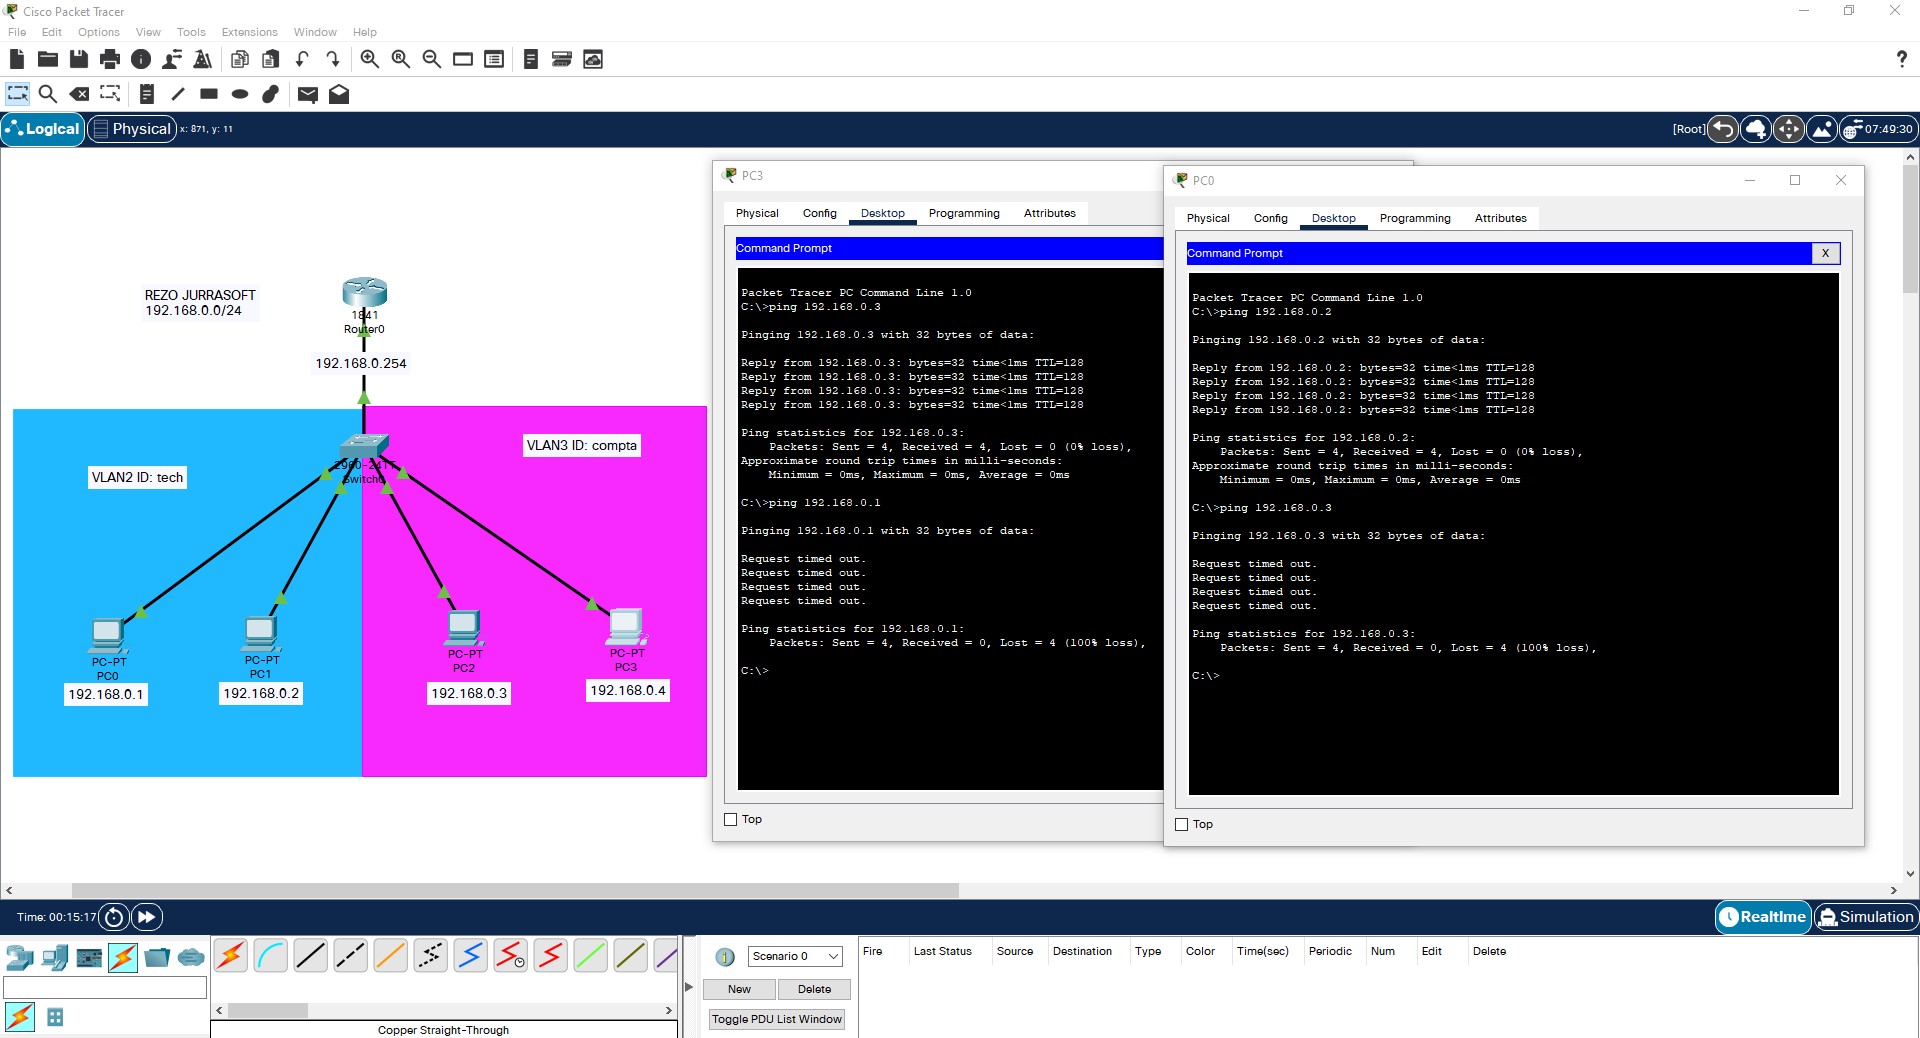 Cisco Packet Tracer
File Edit Options View Tools Extensions Window Help
?
Logical Physical x: 871, y: 11
[Root] 07:49:30
REZO JURRASOFT
192.168.0.0/24
1841
Router0
192.168.0.254
VLAN2 ID: tech
VLAN3 ID: compta
2960-24TT
Switch0
PC-PT
PC0
192.168.0.1
PC-PT
PC1
192.168.0.2
PC-PT
PC2
192.168.0.3
PC-PT
PC3
192.168.0.4
PC3
Physical Config Desktop Programming Attributes
Command Prompt
Packet Tracer PC Command Line 1.0
C:\>ping 192.168.0.3
Pinging 192.168.0.3 with 32 bytes of data:
Reply from 192.168.0.3: bytes=32 time<1ms TTL=128
Reply from 192.168.0.3: bytes=32 time<1ms TTL=128
Reply from 192.168.0.3: bytes=32 time<1ms TTL=128
Reply from 192.168.0.3: bytes=32 time<1ms TTL=128
Ping statistics for 192.168.0.3:
Packets: Sent = 4, Received = 4, Lost = 0 (0% loss),
Approximate round trip times in milli-seconds:
Minimum = 0ms, Maximum = 0ms, Average = 0ms
C:\>ping 192.168.0.1
Pinging 192.168.0.1 with 32 bytes of data:
Request timed out.
Request timed out.
Request timed out.
Request timed out.
Ping statistics for 192.168.0.1:
Packets: Sent = 4, Received = 0, Lost = 4 (100% loss),
C:\>
Top
PC0
Physical Config Desktop Programming Attributes
Command Prompt X
Packet Tracer PC Command Line 1.0
C:\>ping 192.168.0.2
Pinging 192.168.0.2 with 32 bytes of data:
Reply from 192.168.0.2: bytes=32 time<1ms TTL=128
Reply from 192.168.0.2: bytes=32 time<1ms TTL=128
Reply from 192.168.0.2: bytes=32 time<1ms TTL=128
Reply from 192.168.0.2: bytes=32 time<1ms TTL=128
Ping statistics for 192.168.0.2:
Packets: Sent = 4, Received = 4, Lost = 0 (0% loss),
Approximate round trip times in milli-seconds:
Minimum = 0ms, Maximum = 0ms, Average = 0ms
C:\>ping 192.168.0.3
Pinging 192.168.0.3 with 32 bytes of data:
Request timed out.
Request timed out.
Request timed out.
Request timed out.
Ping statistics for 192.168.0.3:
Packets: Sent = 4, Received = 0, Lost = 4 (100% loss),
C:\>
Top
Time: 00:15:17
Realtime Simulation
Scenario 0
New Delete
Toggle PDU List Window
Fire Last Status Source Destination Type Color Time(sec) Periodic Num Edit Delete
Copper Straight-Through